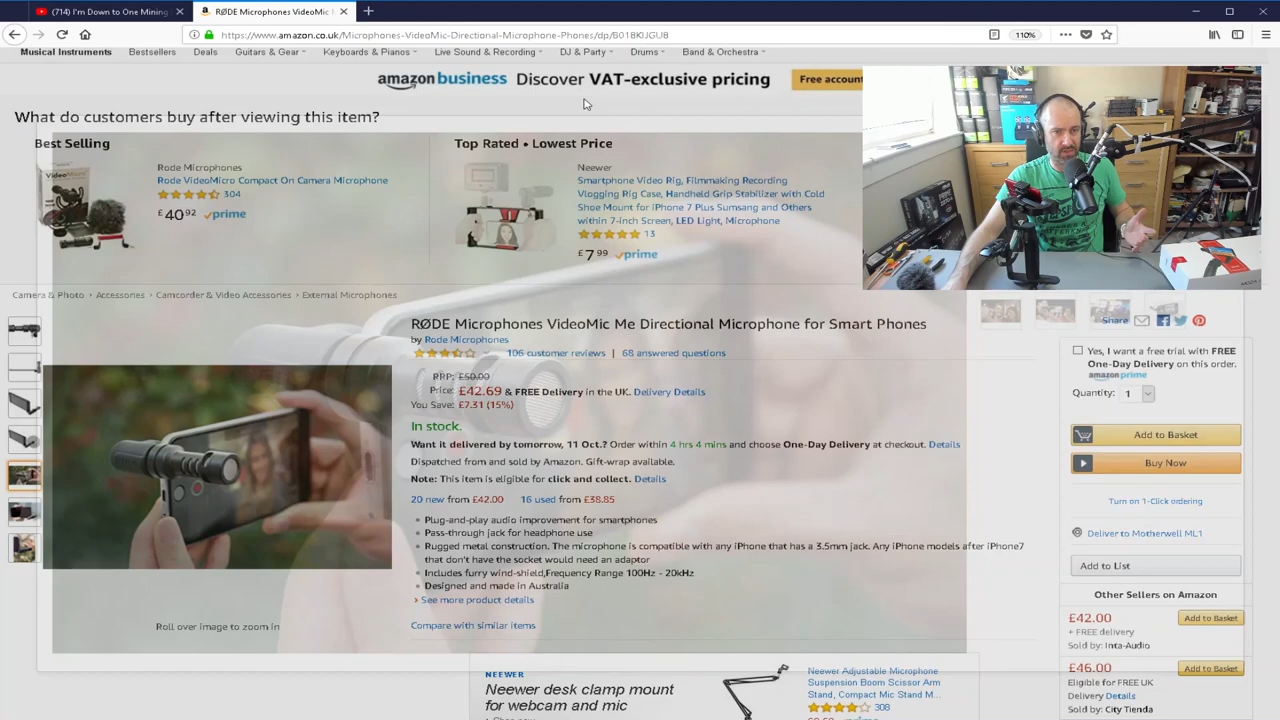 (714) I'm Down to One Mining
RØDE Microphones VideoMic
https://www.amazon.co.uk/Microphones-VideoMic-Directional-Microphone-Phones/dp/B018KIJGU8
110%
Musical Instruments Bestsellers Deals Guitars & Gear Keyboards & Pianos Live Sound & Recording DJ & Party Drums Band & Orchestra
amazon business Discover VAT-exclusive pricing Free account
What do customers buy after viewing this item?
Best Selling
Top Rated • Lowest Price
Rode Microphones
Rode VideoMicro Compact On Camera Microphone
304
£40.92 prime
Neewer
Smartphone Video Rig, Filmmaking Recording
Vlogging Rig Case, Handheld Grip Stabilizer with Cold
Shoe Mount for iPhone 7 Plus Sumsang and Others
within 7-inch Screen, LED Light, Microphone
13
£7.99 prime
Camera & Photo › Accessories › Camcorder & Video Accessories › External Microphones
RØDE Microphones VideoMic Me Directional Microphone for Smart Phones
by Rode Microphones
106 customer reviews | 68 answered questions
RRP: £50.00
Price: £42.69 & FREE Delivery in the UK. Delivery Details
You Save: £7.31 (15%)
In stock.
Want it delivered by tomorrow, 11 Oct.? Order within 4 hrs 4 mins and choose One-Day Delivery at checkout. Details
Dispatched from and sold by Amazon. Gift-wrap available.
Note: This item is eligible for click and collect. Details
20 new from £42.00 16 used from £38.85
• Plug-and-play audio improvement for smartphones
• Pass-through jack for headphone use
• Rugged metal construction. The microphone is compatible with any iPhone that has a 3.5mm jack. Any iPhone models after iPhone7
that don't have the socket would need an adaptor
• Includes furry wind-shield,Frequency Range 100Hz - 20kHz
• Designed and made in Australia
› See more product details
Compare with similar items
Roll over image to zoom in
Share
Yes, I want a free trial with FREE
One-Day Delivery on this order.
amazon prime
Quantity: 1
Add to Basket
Buy Now
Turn on 1-Click ordering
Deliver to Motherwell ML1
Add to List
Other Sellers on Amazon
£42.00 Add to Basket
+ FREE delivery
Sold by: Inta-Audio
£46.00 Add to Basket
Eligible for FREE UK
Delivery Details
Sold by: City Tienda
NEEWER
Neewer desk clamp mount
for webcam and mic
Neewer Adjustable Microphone
Suspension Boom Scissor Arm
Stand, Compact Mic Stand M...
308